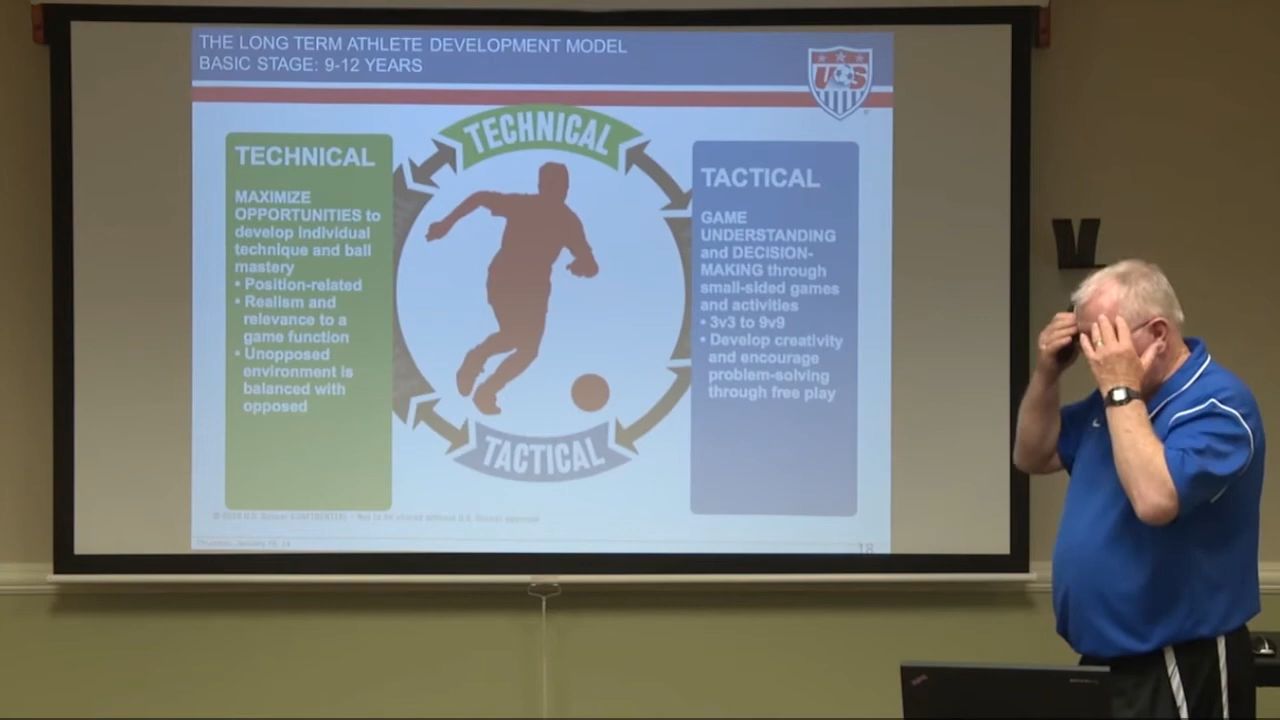 THE LONG TERM ATHLETE DEVELOPMENT MODEL
BASIC STAGE: 9-12 YEARS
US
TECHNICAL
TECHNICAL
MAXIMIZE
OPPORTUNITIES to
develop individual
technique and ball
mastery
• Position-related
• Realism and
relevance to a
game function
• Unopposed
environment is
balanced with
opposed
TACTICAL
TACTICAL
GAME
UNDERSTANDING
and DECISION-
MAKING through
small-sided games
and activities
• 3v3 to 9v9
• Develop creativity
and encourage
problem-solving
through free play
18